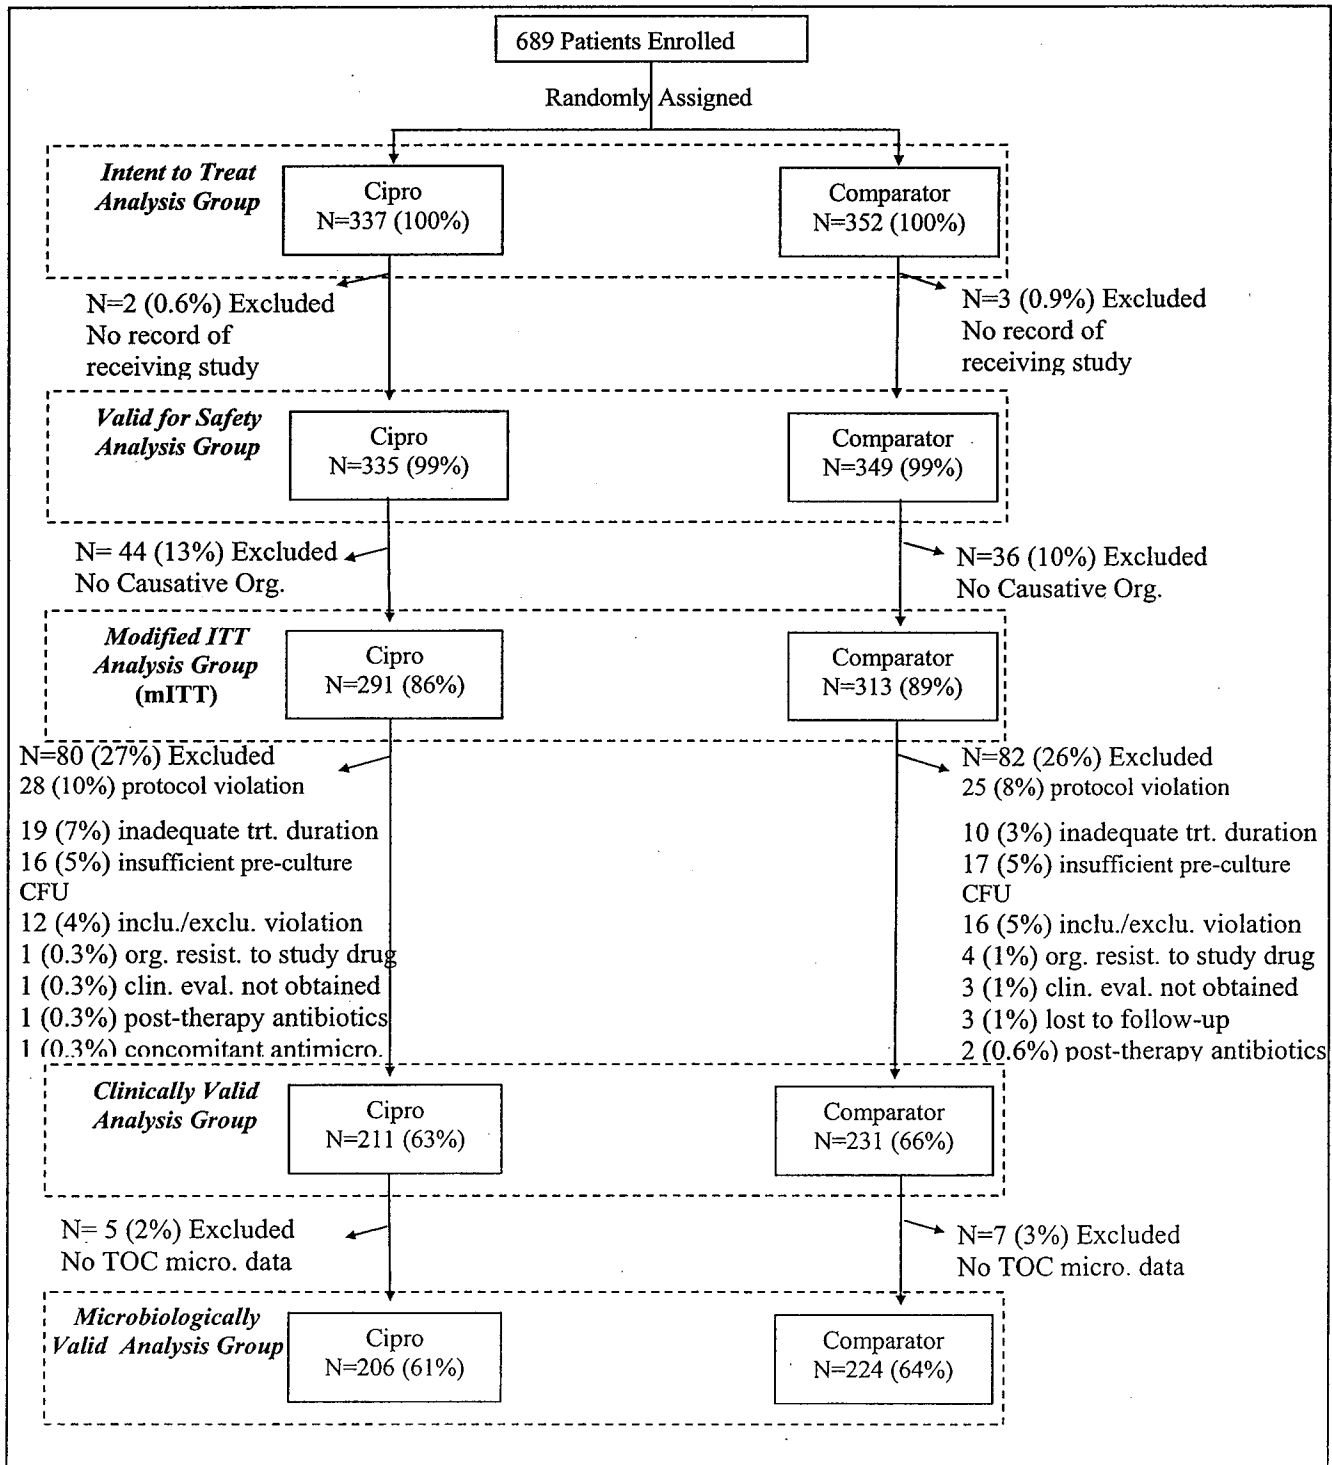 689 Patients Enrolled
Randomly Assigned
Intent to Treat
Analysis Group
Cipro
N=337 (100%)
Comparator
N=352 (100%)
N=2 (0.6%) Excluded
No record of
receiving study
N=3 (0.9%) Excluded
No record of
receiving study
Valid for Safety
Analysis Group
Cipro
N=335 (99%)
Comparator
N=349 (99%)
N= 44 (13%) Excluded
No Causative Org.
N=36 (10%) Excluded
No Causative Org.
Modified ITT
Analysis Group
(mITT)
Cipro
N=291 (86%)
Comparator
N=313 (89%)
N=80 (27%) Excluded
28 (10%) protocol violation
19 (7%) inadequate trt. duration
16 (5%) insufficient pre-culture
CFU
12 (4%) inclu./exclu. violation
1 (0.3%) org. resist. to study drug
1 (0.3%) clin. eval. not obtained
1 (0.3%) post-therapy antibiotics
1 (0.3%) concomitant antimicro.
N=82 (26%) Excluded
25 (8%) protocol violation
10 (3%) inadequate trt. duration
17 (5%) insufficient pre-culture
CFU
16 (5%) inclu./exclu. violation
4 (1%) org. resist. to study drug
3 (1%) clin. eval. not obtained
3 (1%) lost to follow-up
2 (0.6%) post-therapy antibiotics
Clinically Valid
Analysis Group
Cipro
N=211 (63%)
Comparator
N=231 (66%)
N= 5 (2%) Excluded
No TOC micro. data
N=7 (3%) Excluded
No TOC micro. data
Microbiologically
Valid Analysis Group
Cipro
N=206 (61%)
Comparator
N=224 (64%)